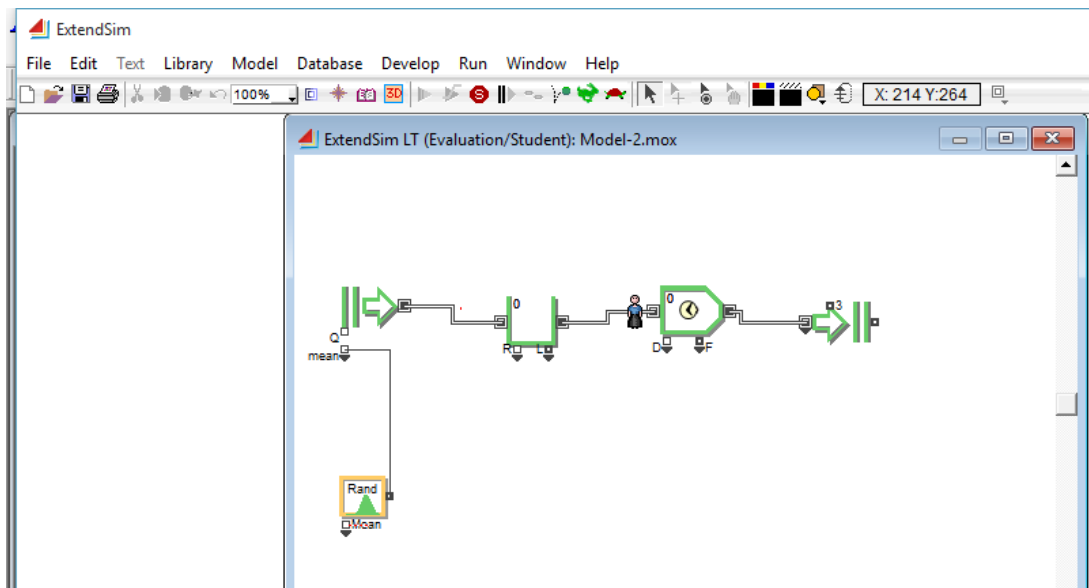 ExtendSim
File Edit Text Library Model Database Develop Run Window Help
100% 3D S X: 214 Y:264
ExtendSim LT (Evaluation/Student): Model-2.mox
0 0 3
Q R L D F
mean
Rand
Mean